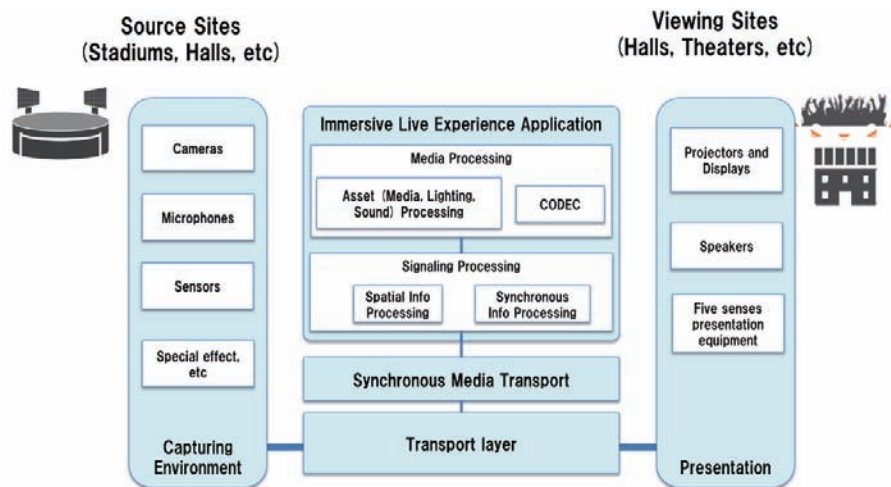 Source Sites
(Stadiums, Halls, etc)
Viewing Sites
(Halls, Theaters, etc)
Cameras
Microphones
Sensors
Special effect,
etc
Capturing
Environment
Immersive Live Experience Application
Media Processing
Asset (Media, Lighting,
Sound) Processing
CODEC
Signaling Processing
Spatial Info
Processing
Synchronous
Info Processing
Synchronous Media Transport
Transport layer
Projectors and
Displays
Speakers
Five senses
presentation
equipment
Presentation